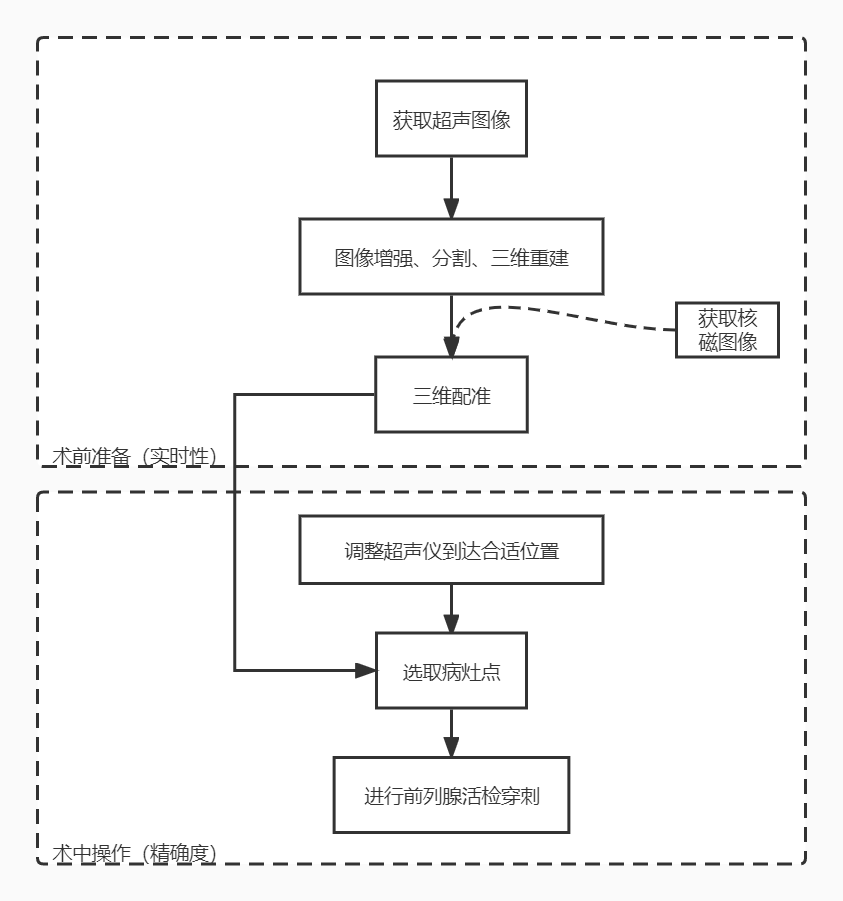 获取超声图像
图像增强、分割、三维重建
获取核
磁图像
三维配准
术前准备（实时性）
调整超声仪到达合适位置
选取病灶点
进行前列腺活检穿刺
术中操作（精确度）